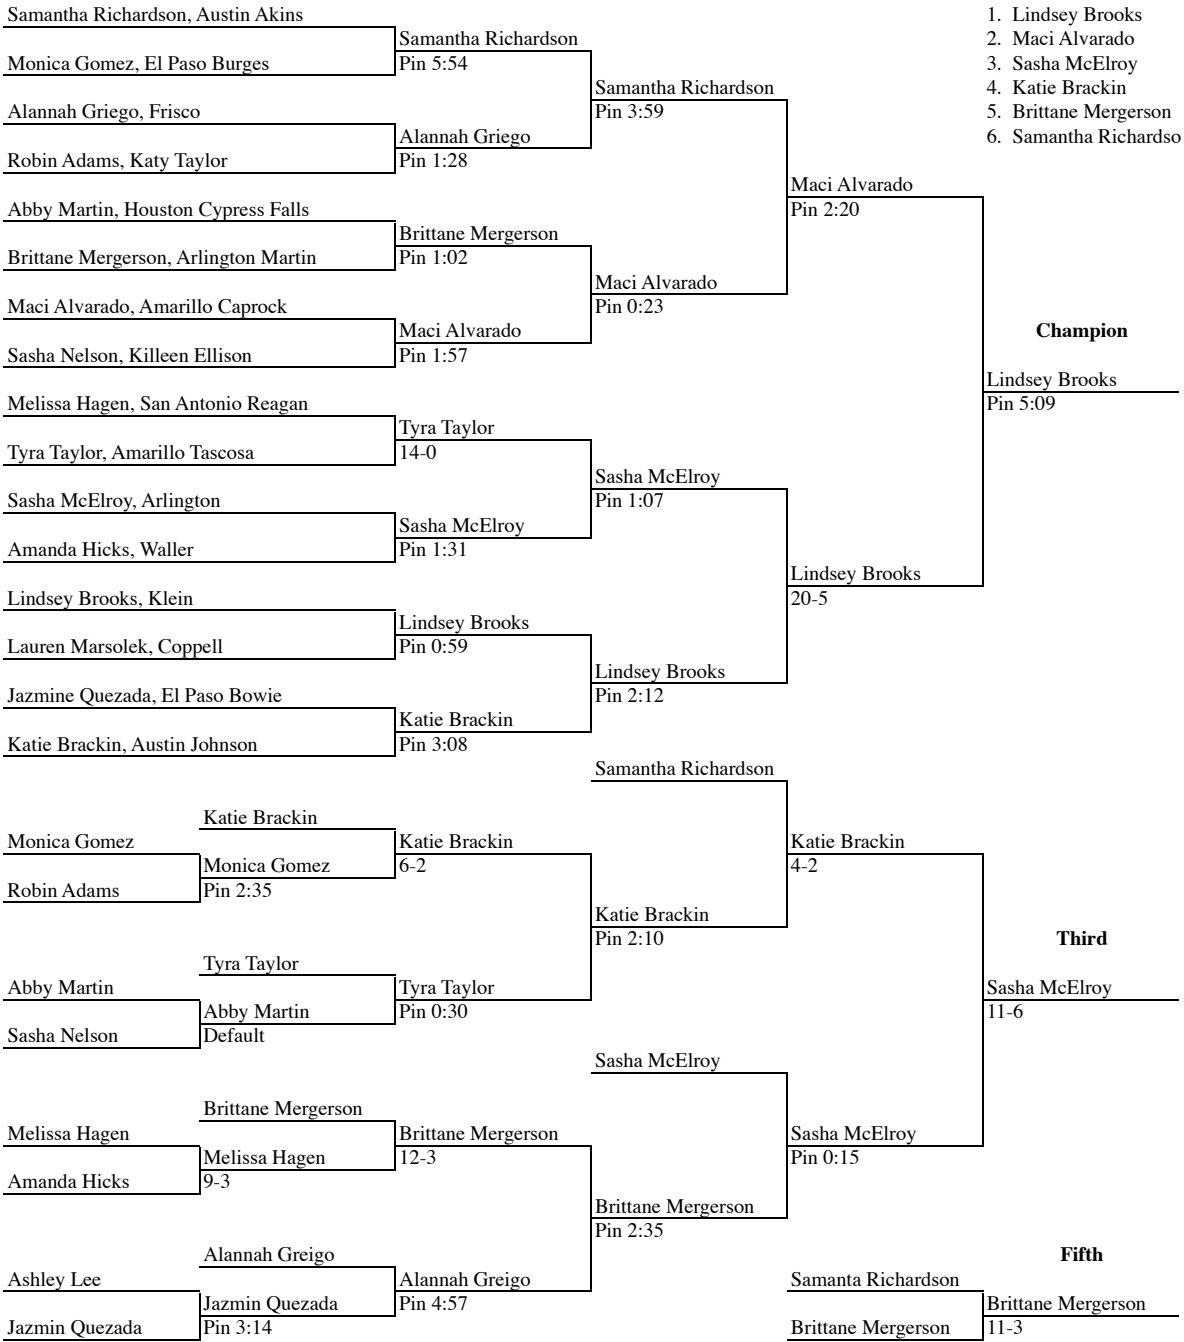 Samantha Richardson, Austin Akins
1. Lindsey Brooks
Samantha Richardson
2. Maci Alvarado
Monica Gomez, El Paso Burges
Pin 5:54
3. Sasha McElroy
Samantha Richardson
4. Katie Brackin
Alannah Griego, Frisco
Pin 3:59
5. Brittane Mergerson
Alannah Griego
6. Samantha Richardso
Robin Adams, Katy Taylor
Pin 1:28
Maci Alvarado
Abby Martin, Houston Cypress Falls
Pin 2:20
Brittane Mergerson
Brittane Mergerson, Arlington Martin
Pin 1:02
Maci Alvarado
Maci Alvarado, Amarillo Caprock
Pin 0:23
Maci Alvarado
Champion
Sasha Nelson, Killeen Ellison
Pin 1:57
Lindsey Brooks
Melissa Hagen, San Antonio Reagan
Pin 5:09
Tyra Taylor
Tyra Taylor, Amarillo Tascosa
14-0
Sasha McElroy
Sasha McElroy, Arlington
Pin 1:07
Sasha McElroy
Amanda Hicks, Waller
Pin 1:31
Lindsey Brooks
Lindsey Brooks, Klein
20-5
Lindsey Brooks
Lauren Marsolek, Coppell
Pin 0:59
Lindsey Brooks
Jazmine Quezada, El Paso Bowie
Pin 2:12
Katie Brackin
Katie Brackin, Austin Johnson
Pin 3:08
Samantha Richardson
Katie Brackin
Monica Gomez
Katie Brackin
Katie Brackin
Monica Gomez
6-2
4-2
Robin Adams
Pin 2:35
Katie Brackin
Pin 2:10
Third
Tyra Taylor
Abby Martin
Tyra Taylor
Sasha McElroy
Abby Martin
Pin 0:30
11-6
Sasha Nelson
Default
Sasha McElroy
Brittane Mergerson
Melissa Hagen
Brittane Mergerson
Sasha McElroy
Melissa Hagen
12-3
Pin 0:15
Amanda Hicks
9-3
Brittane Mergerson
Pin 2:35
Alannah Greigo
Fifth
Ashley Lee
Alannah Greigo
Samanta Richardson
Jazmin Quezada
Pin 4:57
Brittane Mergerson
Jazmin Quezada
Pin 3:14
Brittane Mergerson
11-3